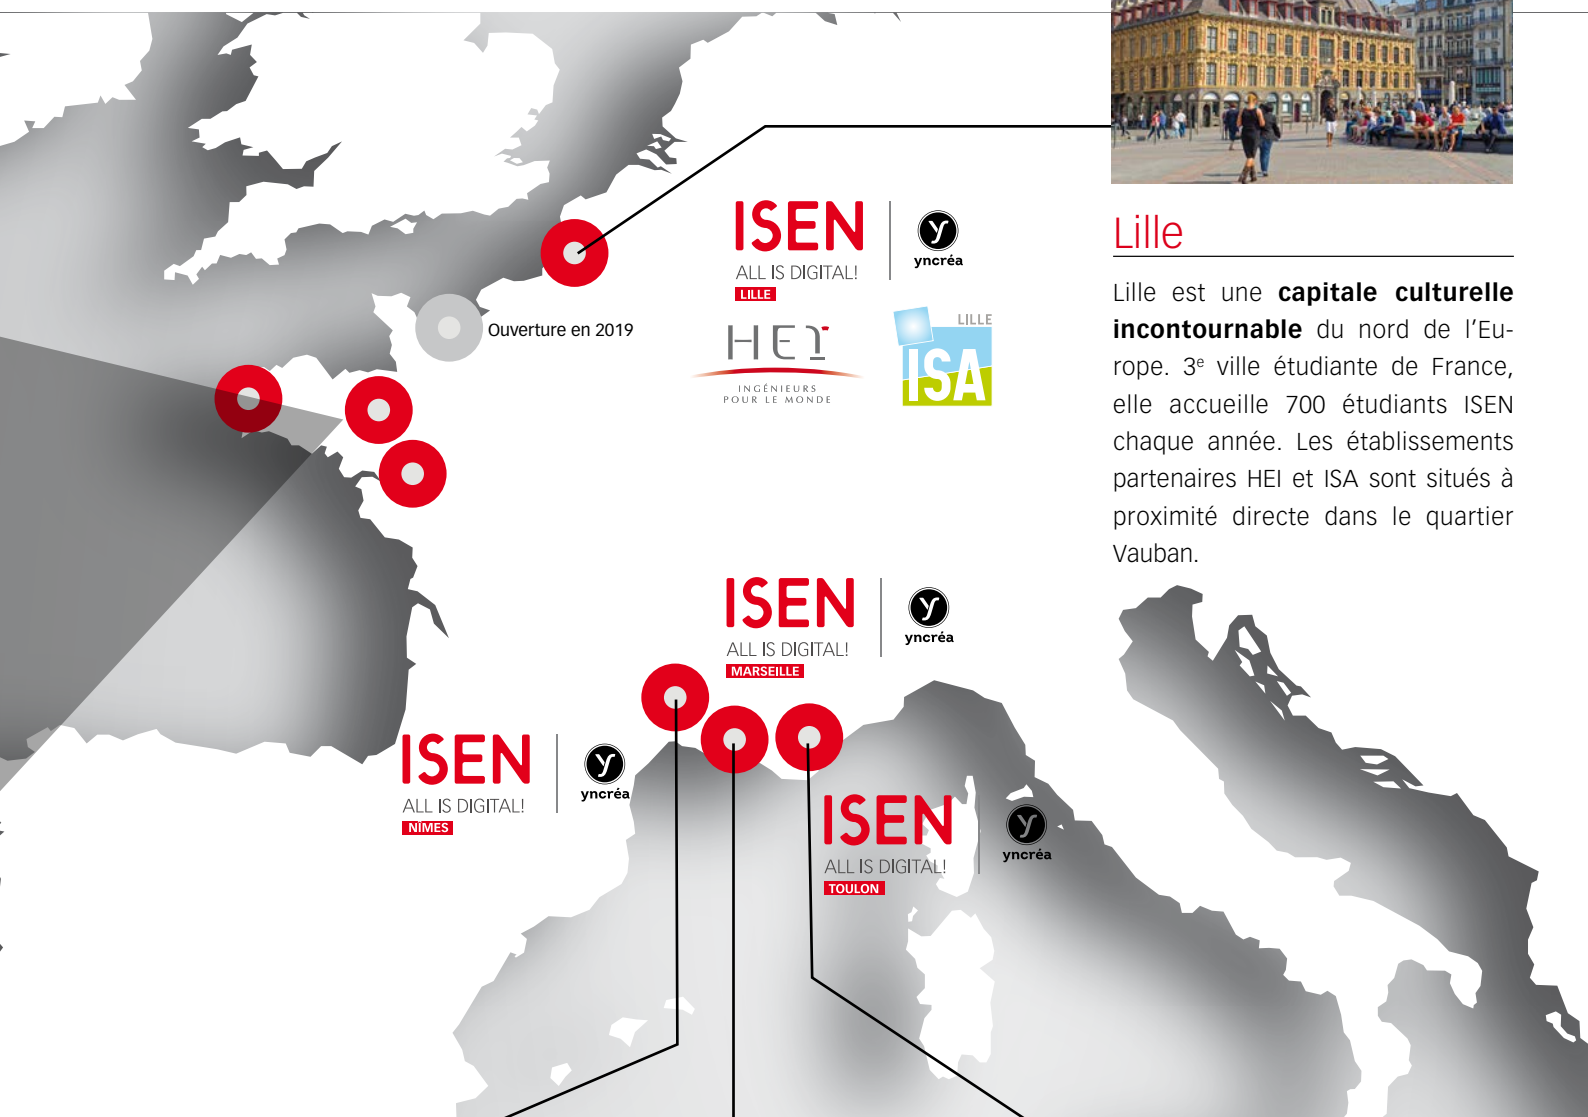 ISEN
ALL IS DIGITAL!
LILLE
yncréa
HEI
INGÉNIEURS
POUR LE MONDE
LILLE
ISA
Ouverture en 2019
Lille
Lille est une capitale culturelle
incontournable du nord de l'Eu-
rope. 3e ville étudiante de France,
elle accueille 700 étudiants ISEN
chaque année. Les établissements
partenaires HEI et ISA sont situés à
proximité directe dans le quartier
Vauban.
ISEN
ALL IS DIGITAL!
MARSEILLE
yncréa
ISEN
ALL IS DIGITAL!
NÎMES
yncréa
ISEN
ALL IS DIGITAL!
TOULON
yncréa